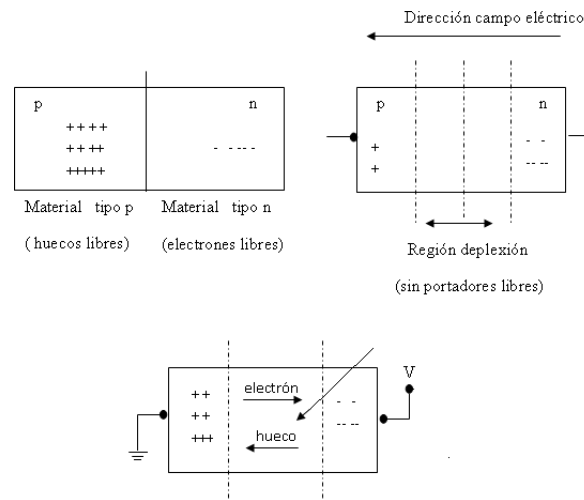 Dirección campo eléctrico
p n
++++
++++
+++++
- ----
Material tipo p Material tipo n
(huecos libres) (electrones libres)
p n
+
+
- -
-- --
Región deplexión
(sin portadores libres)
V
++
++
+++
electrón
hueco
- -
-- --